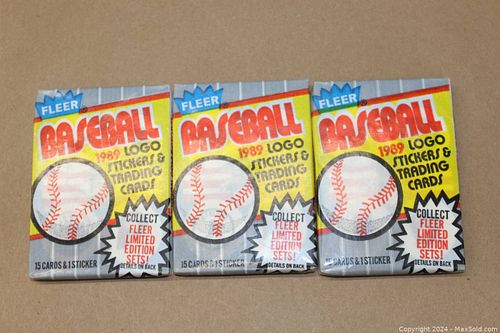 FLEER
BASEBALL
1989 LOGO
STICKERS &
TRADING
CARDS
COLLECT
FLEER
LIMITED
EDITION
SETS!
DETAILS ON BACK
15 CARDS & 1 STICKER
FLEER
BASEBALL
1989 LOGO
STICKERS &
TRADING
CARDS
COLLECT
FLEER
LIMITED
EDITION
SETS!
DETAILS ON BACK
15 CARDS & 1 STICKER
FLEER
BASEBALL
1989 LOGO
STICKERS &
TRADING
CARDS
COLLECT
FLEER
LIMITED
EDITION
SETS!
DETAILS ON BACK
15 CARDS & 1 STICKER
Copyright 2024 - MaxSold.com